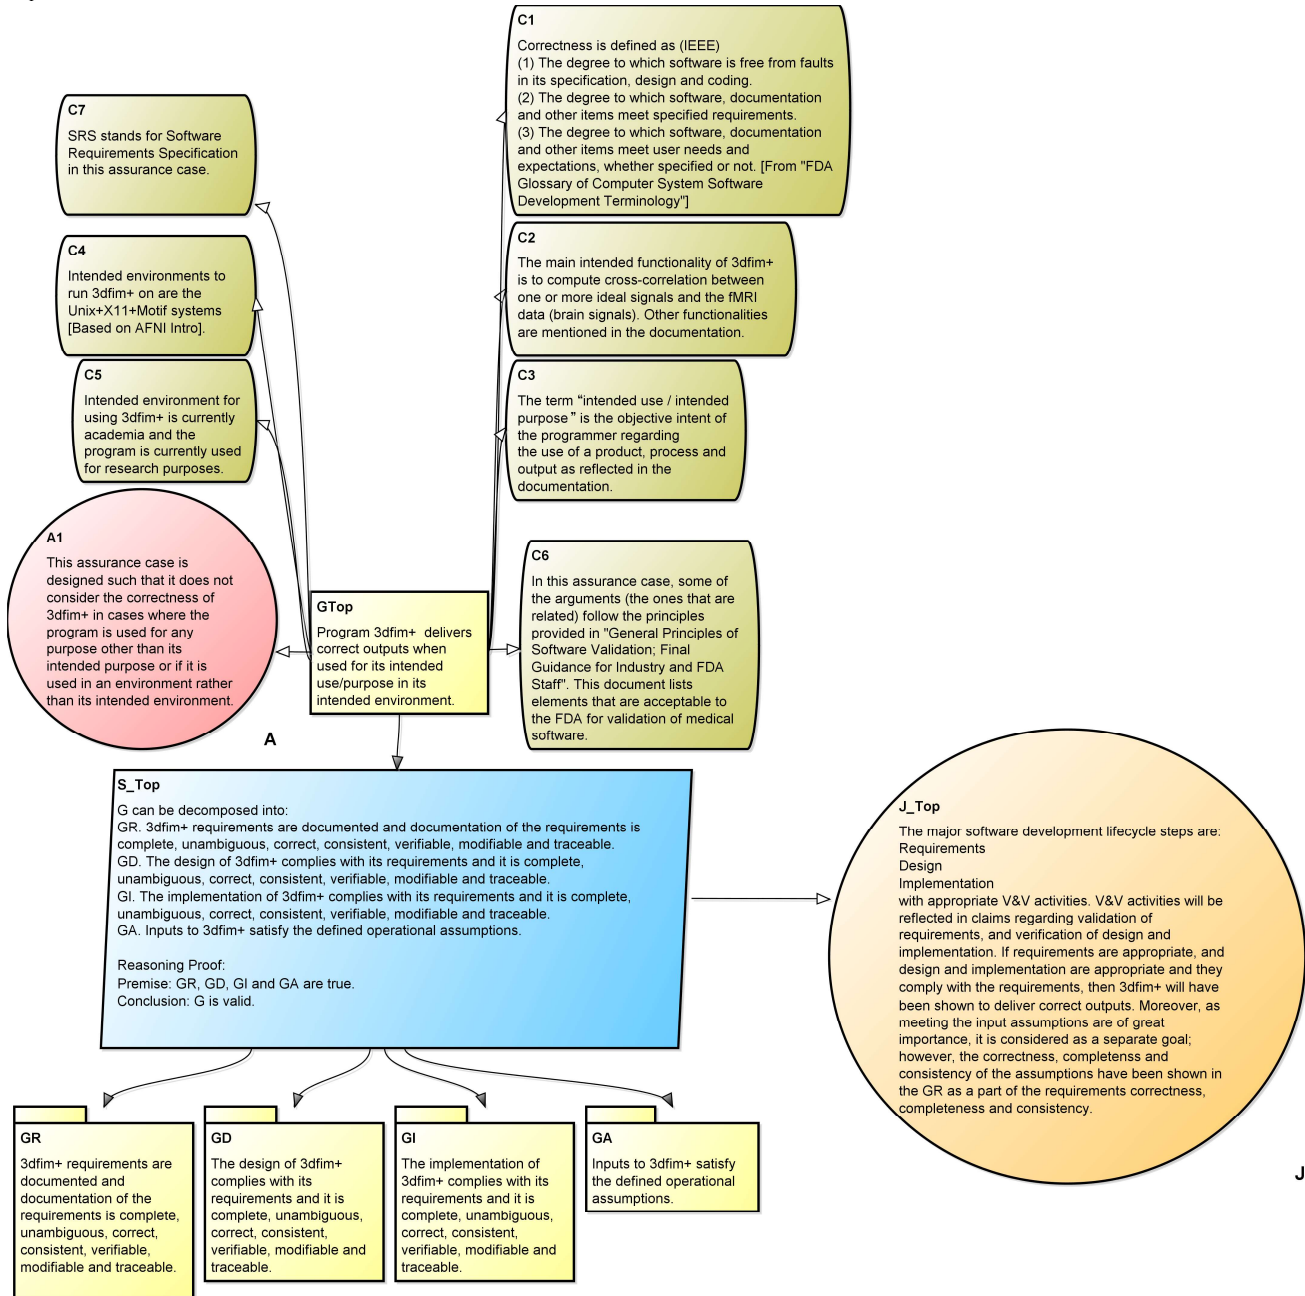 C1
Correctness is defined as (IEEE)
(1) The degree to which software is free from faults
in its specification, design and coding.
(2) The degree to which software, documentation
and other items meet specified requirements.
(3) The degree to which software, documentation
and other items meet user needs and
expectations, whether specified or not. [From "FDA
Glossary of Computer System Software
Development Terminology"]
C7
SRS stands for Software
Requirements Specification
in this assurance case.
C2
The main intended functionality of 3dfim+
is to compute cross-correlation between
one or more ideal signals and the fMRI
data (brain signals). Other functionalities
are mentioned in the documentation.
C4
Intended environments to
run 3dfim+ on are the
Unix+X11+Motif systems
[Based on AFNI Intro].
C5
Intended environment for
using 3dfim+ is currently
academia and the
program is currently used
for research purposes.
C3
The term “intended use / intended
purpose” is the objective intent of
the programmer regarding
the use of a product, process and
output as reflected in the
documentation.
A1
This assurance case is
designed such that it does not
consider the correctness of
3dfim+ in cases where the
program is used for any
purpose other than its
intended purpose or if it is
used in an environment rather
than its intended environment.
A
GTop
Program 3dfim+ delivers
correct outputs when
used for its intended
use/purpose in its
intended environment.
C6
In this assurance case, some of
the arguments (the ones that are
related) follow the principles
provided in "General Principles of
Software Validation; Final
Guidance for Industry and FDA
Staff". This document lists
elements that are acceptable to
the FDA for validation of medical
software.
S_Top
G can be decomposed into:
GR. 3dfim+ requirements are documented and documentation of the requirements is
complete, unambiguous, correct, consistent, verifiable, modifiable and traceable.
GD. The design of 3dfim+ complies with its requirements and it is complete,
unambiguous, correct, consistent, verifiable, modifiable and traceable.
GI. The implementation of 3dfim+ complies with its requirements and it is complete,
unambiguous, correct, consistent, verifiable, modifiable and traceable.
GA. Inputs to 3dfim+ satisfy the defined operational assumptions.
Reasoning Proof:
Premise: GR, GD, GI and GA are true.
Conclusion: G is valid.
J_Top
The major software development lifecycle steps are:
Requirements
Design
Implementation
with appropriate V&V activities. V&V activities will be
reflected in claims regarding validation of
requirements, and verification of design and
implementation. If requirements are appropriate, and
design and implementation are appropriate and they
comply with the requirements, then 3dfim+ will have
been shown to deliver correct outputs. Moreover, as
meeting the input assumptions are of great
importance, it is considered as a separate goal;
however, the correctness, completenss and
consistency of the assumptions have been shown in
the GR as a part of the requirements correctness,
completeness and consistency.
J
GR
3dfim+ requirements are
documented and
documentation of the
requirements is complete,
unambiguous, correct,
consistent, verifiable,
modifiable and traceable.
GD
The design of 3dfim+
complies with its
requirements and it is
complete, unambiguous,
correct, consistent,
verifiable, modifiable and
traceable.
GI
The implementation of
3dfim+ complies with its
requirements and it is
complete, unambiguous,
correct, consistent,
verifiable, modifiable and
traceable.
GA
Inputs to 3dfim+ satisfy
the defined operational
assumptions.